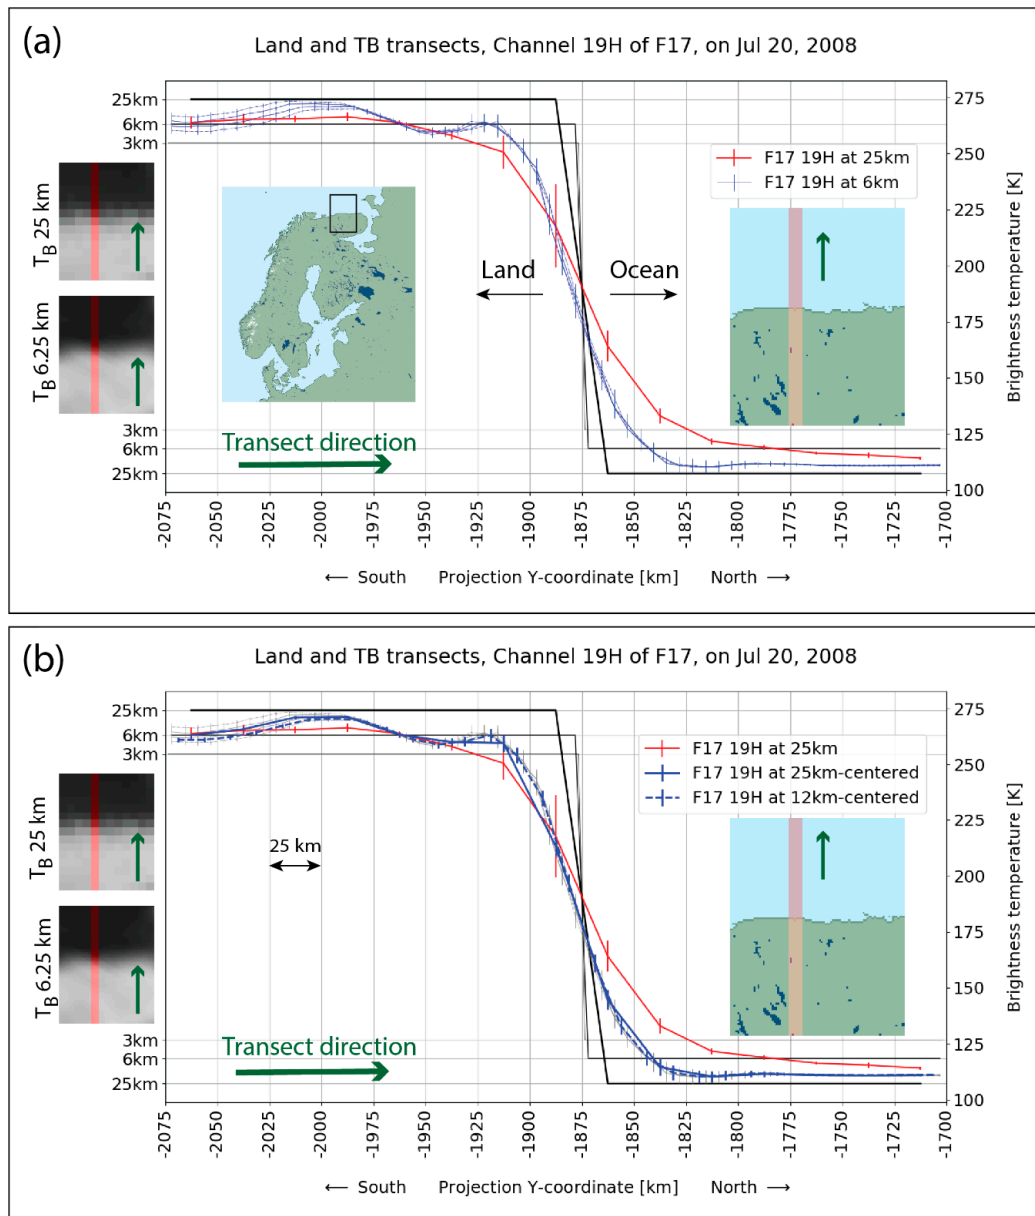 (a)
Land and TB transects, Channel 19H of F17, on Jul 20, 2008
25km
6km
3km
3km
6km
25km
275
250
225
200
175
150
125
100
Brightness temperature [K]
F17 19H at 25km
F17 19H at 6km
TB 25 km
TB 6.25 km
Land
Ocean
Transect direction
-2075
-2050
-2025
-2000
-1975
-1950
-1925
-1900
-1875
-1850
-1825
-1800
-1775
-1750
-1725
-1700
← South Projection Y-coordinate [km] North →
(b)
Land and TB transects, Channel 19H of F17, on Jul 20, 2008
25km
6km
3km
3km
6km
25km
275
250
225
200
175
150
125
100
Brightness temperature [K]
F17 19H at 25km
F17 19H at 25km-centered
F17 19H at 12km-centered
TB 25 km
TB 6.25 km
25 km
Transect direction
-2075
-2050
-2025
-2000
-1975
-1950
-1925
-1900
-1875
-1850
-1825
-1800
-1775
-1750
-1725
-1700
← South Projection Y-coordinate [km] North →